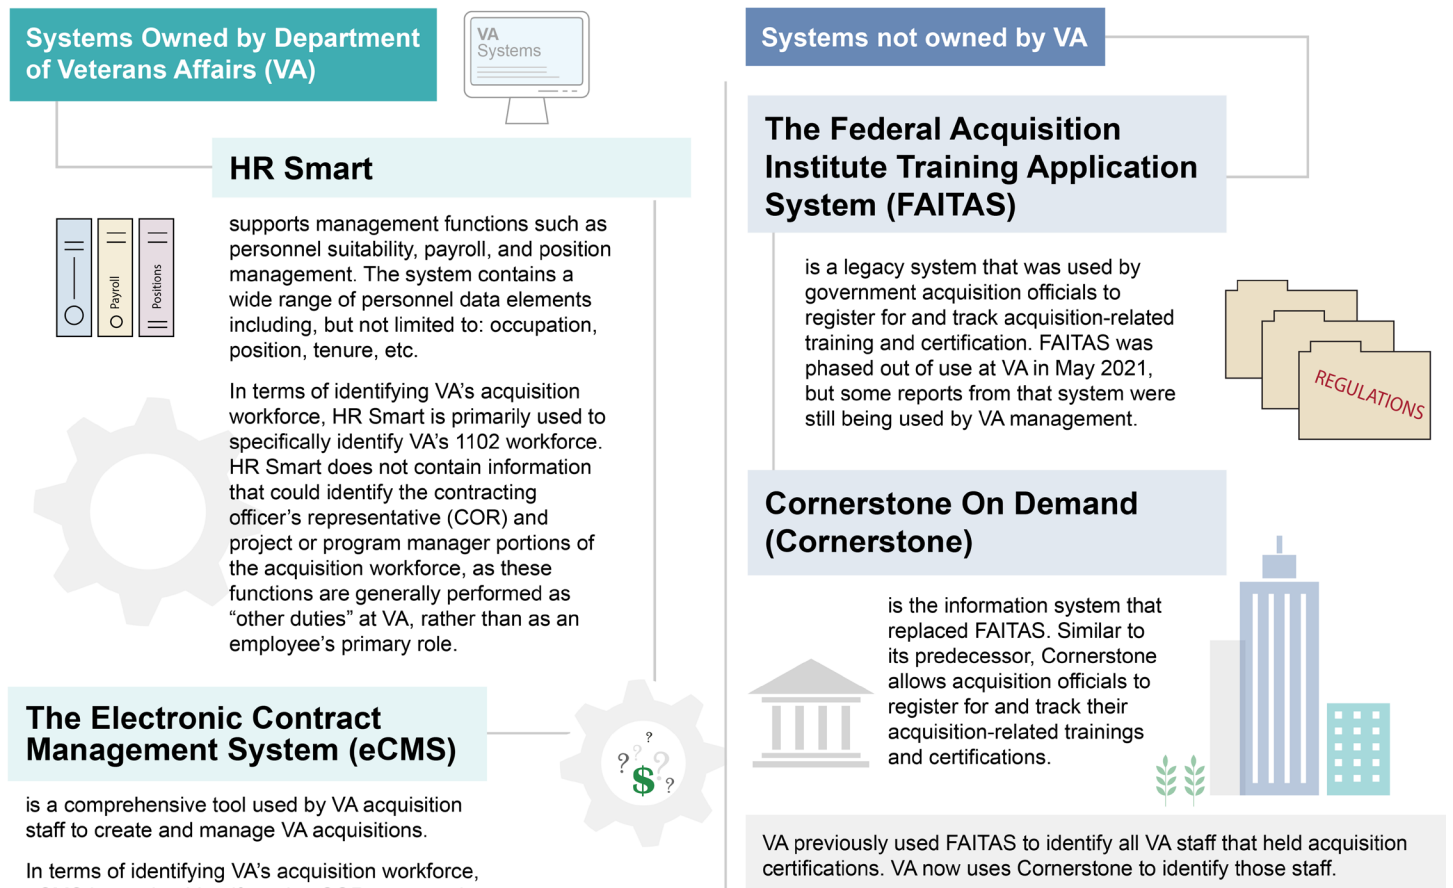 Systems Owned by Department
of Veterans Affairs (VA)
VA
Systems
HR Smart
Payroll
Positions
supports management functions such as
personnel suitability, payroll, and position
management. The system contains a
wide range of personnel data elements
including, but not limited to: occupation,
position, tenure, etc.
In terms of identifying VA’s acquisition
workforce, HR Smart is primarily used to
specifically identify VA’s 1102 workforce.
HR Smart does not contain information
that could identify the contracting
officer’s representative (COR) and
project or program manager portions of
the acquisition workforce, as these
functions are generally performed as
“other duties” at VA, rather than as an
employee’s primary role.
The Electronic Contract
Management System (eCMS)
? ? ? ? ?
$
is a comprehensive tool used by VA acquisition
staff to create and manage VA acquisitions.
In terms of identifying VA’s acquisition workforce,
Systems not owned by VA
The Federal Acquisition
Institute Training Application
System (FAITAS)
is a legacy system that was used by
government acquisition officials to
register for and track acquisition-related
training and certification. FAITAS was
phased out of use at VA in May 2021,
but some reports from that system were
still being used by VA management.
REGULATIONS
Cornerstone On Demand
(Cornerstone)
is the information system that
replaced FAITAS. Similar to
its predecessor, Cornerstone
allows acquisition officials to
register for and track their
acquisition-related trainings
and certifications.
VA previously used FAITAS to identify all VA staff that held acquisition
certifications. VA now uses Cornerstone to identify those staff.